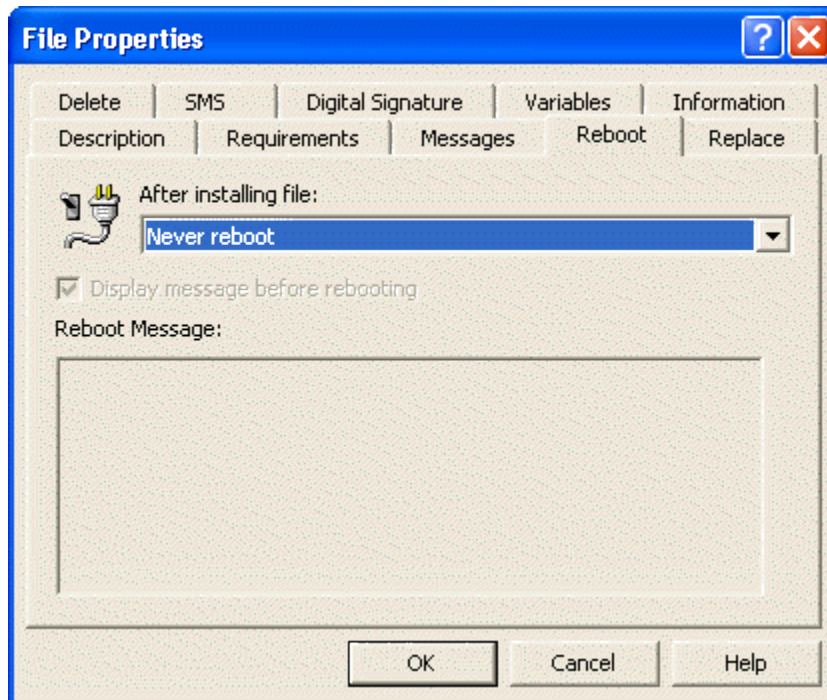 File Properties
Delete SMS Digital Signature Variables Information
Description Requirements Messages Reboot Replace
After installing file:
Never reboot
Display message before rebooting
Reboot Message:
OK Cancel Help